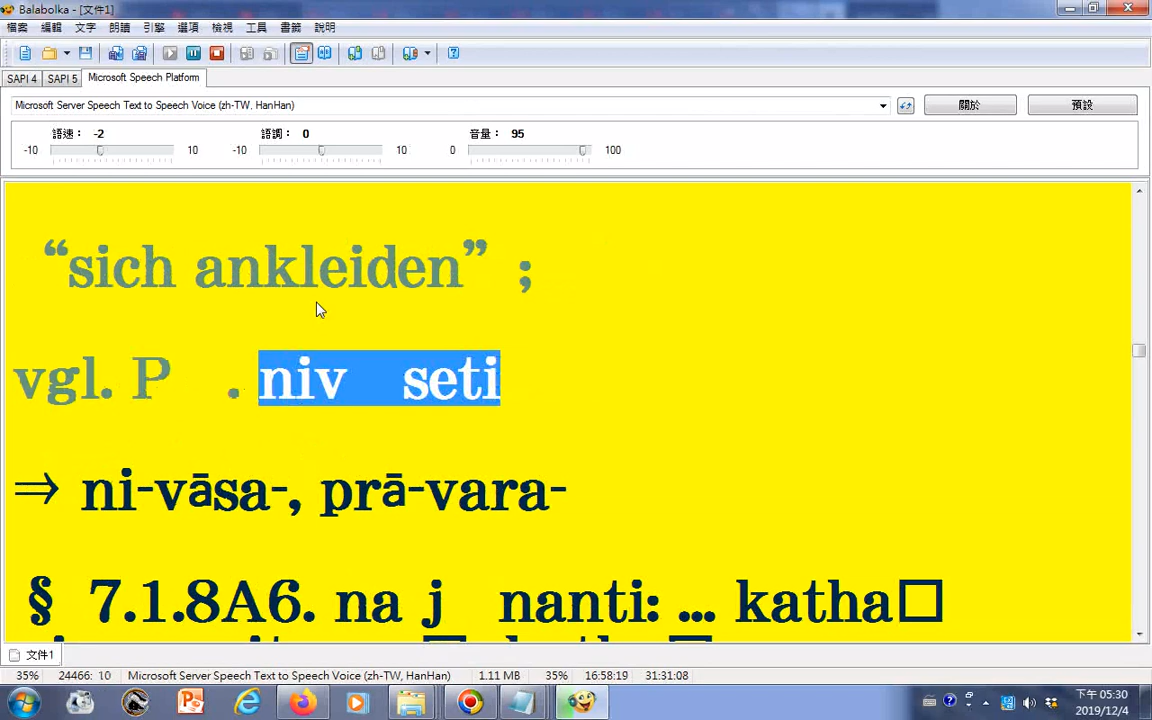 Balabolka - [文件1]
檔案 編輯 文字 朗讀 引擎 選項 檢視 工具 書籤 說明
SAPI 4 SAPI 5 Microsoft Speech Platform
Microsoft Server Speech Text to Speech Voice (zh-TW, HanHan) 關於 預設
語速: -2 語調: 0 音量: 95
-10 10 -10 10 0 100
“sich ankleiden” ;
vgl. P . niv seti
⇒ ni-vāsa-, prā-vara-
§ 7.1.8A6. na j nanti: ... katha□
文件1
35% 24466: 10 Microsoft Server Speech Text to Speech Voice (zh-TW, HanHan) 1.11 MB 35% 16:58:19 31:31:08
下午 05:30
2019/12/4